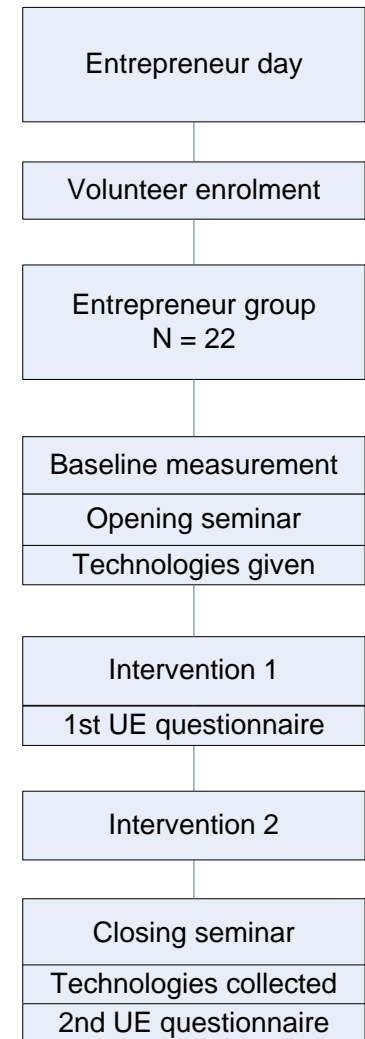 Entrepreneur day
Volunteer enrolment
Entrepreneur group
N = 22
Baseline measurement
Opening seminar
Technologies given
Intervention 1
1st UE questionnaire
Intervention 2
Closing seminar
Technologies collected
2nd UE questionnaire